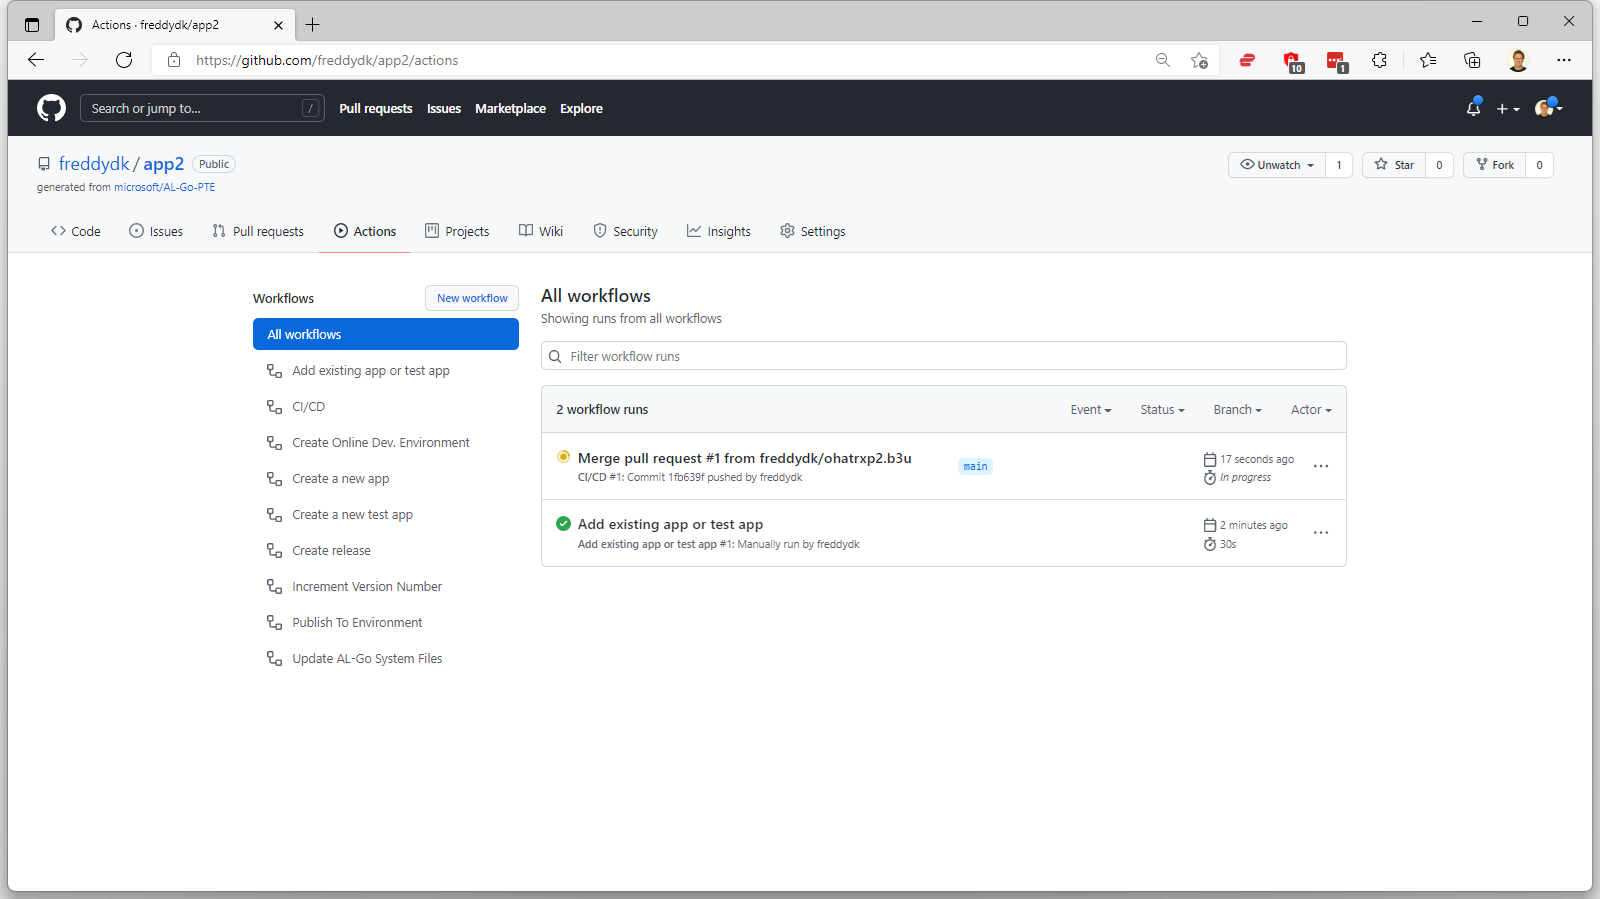 Actions · freddydk/app2
https://github.com/freddydk/app2/actions
10
1
Search or jump to...
/
Pull requests
Issues
Marketplace
Explore
freddydk / app2
Public
generated from microsoft/AL-Go-PTE
Unwatch
1
Star
0
Fork
0
Code
Issues
Pull requests
Actions
Projects
Wiki
Security
Insights
Settings
Workflows
New workflow
All workflows
Add existing app or test app
CI/CD
Create Online Dev. Environment
Create a new app
Create a new test app
Create release
Increment Version Number
Publish To Environment
Update AL-Go System Files
All workflows
Showing runs from all workflows
Filter workflow runs
2 workflow runs
Event
Status
Branch
Actor
Merge pull request #1 from freddydk/ohatrxp2.b3u
CI/CD #1: Commit 1fb639f pushed by freddydk
main
17 seconds ago
In progress
Add existing app or test app
Add existing app or test app #1: Manually run by freddydk
2 minutes ago
30s